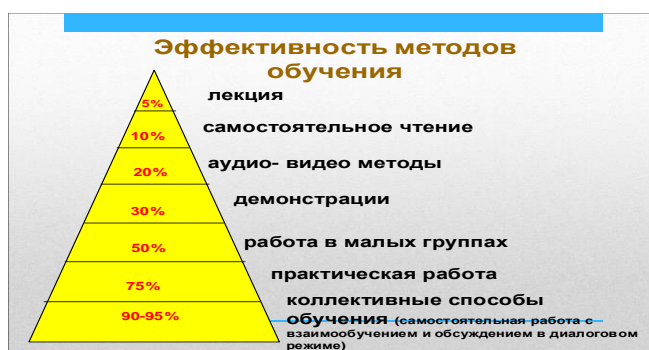 Эффективность методов
обучения
5%
лекция
10%
самостоятельное чтение
20%
аудио- видео методы
30%
демонстрации
50%
работа в малых группах
75%
практическая работа
90-95%
коллективные способы
обучения (самостоятельная работа с
взаимообучением и обсуждением в диалоговом
режиме)